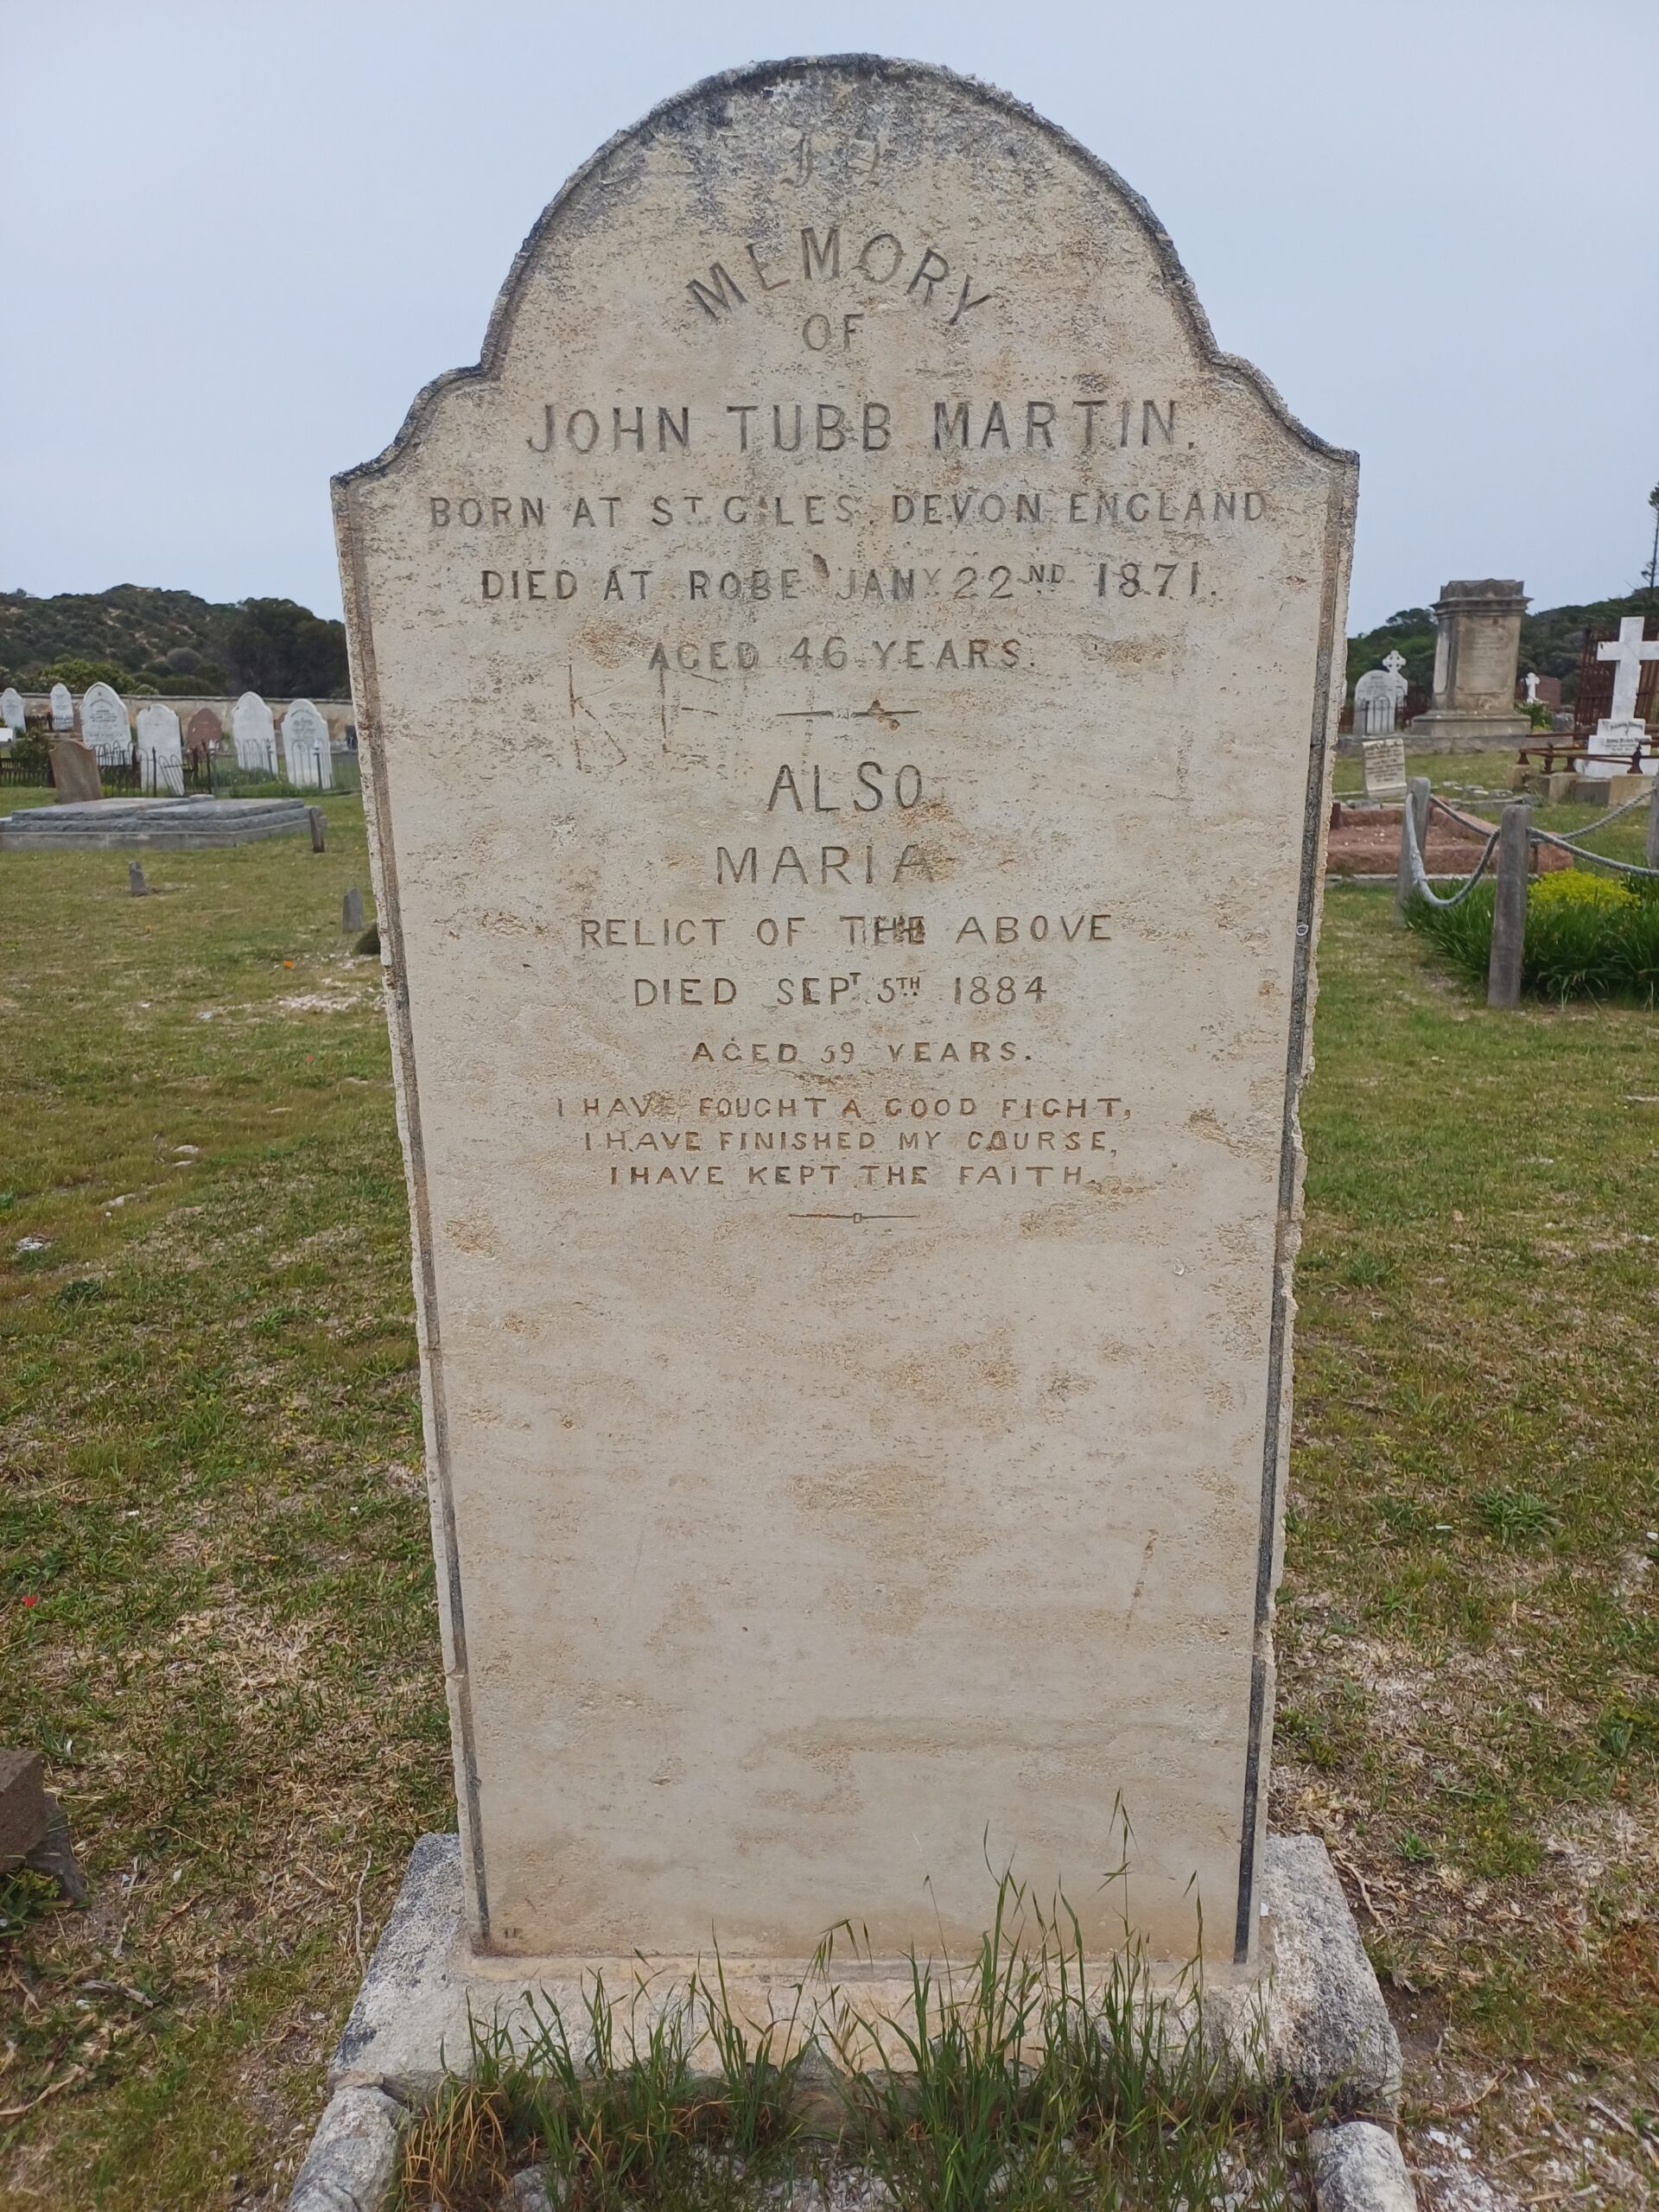 In
MEMORY
OF
JOHN TUBB MARTIN.
BORN AT ST GILES, DEVON, ENGLAND.
DIED AT ROBE JANY 22ND 1871.
AGED 46 YEARS.
ALSO
MARIA
RELICT OF THE ABOVE
DIED SEPT 5TH 1884
AGED 59 YEARS.
I HAVE FOUGHT A GOOD FIGHT,
I HAVE FINISHED MY COURSE,
I HAVE KEPT THE FAITH.